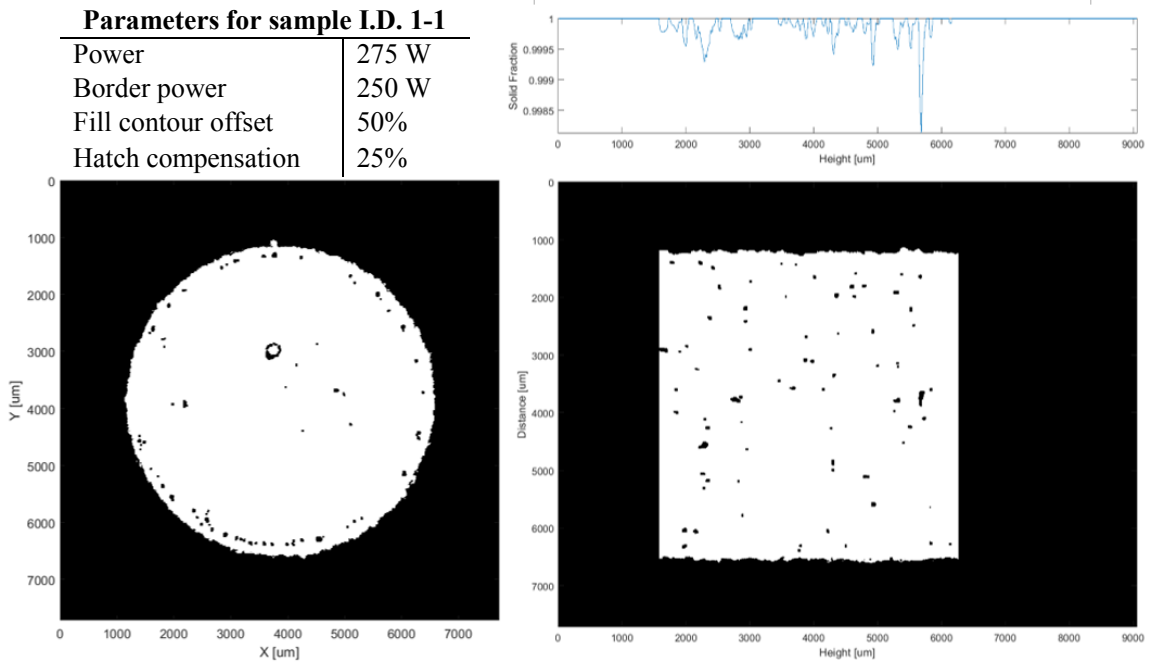 Parameters for sample I.D. 1-1
Power 275 W
Border power 250 W
Fill contour offset 50%
Hatch compensation 25%
Solid Fraction
1
0.9995
0.999
0.9985
0 1000 2000 3000 4000 5000 6000 7000 8000 9000
Height [um]
Y [um]
0
1000
2000
3000
4000
5000
6000
7000
0 1000 2000 3000 4000 5000 6000 7000
X [um]
Distance [um]
0
1000
2000
3000
4000
5000
6000
7000
0 1000 2000 3000 4000 5000 6000 7000 8000 9000
Height [um]